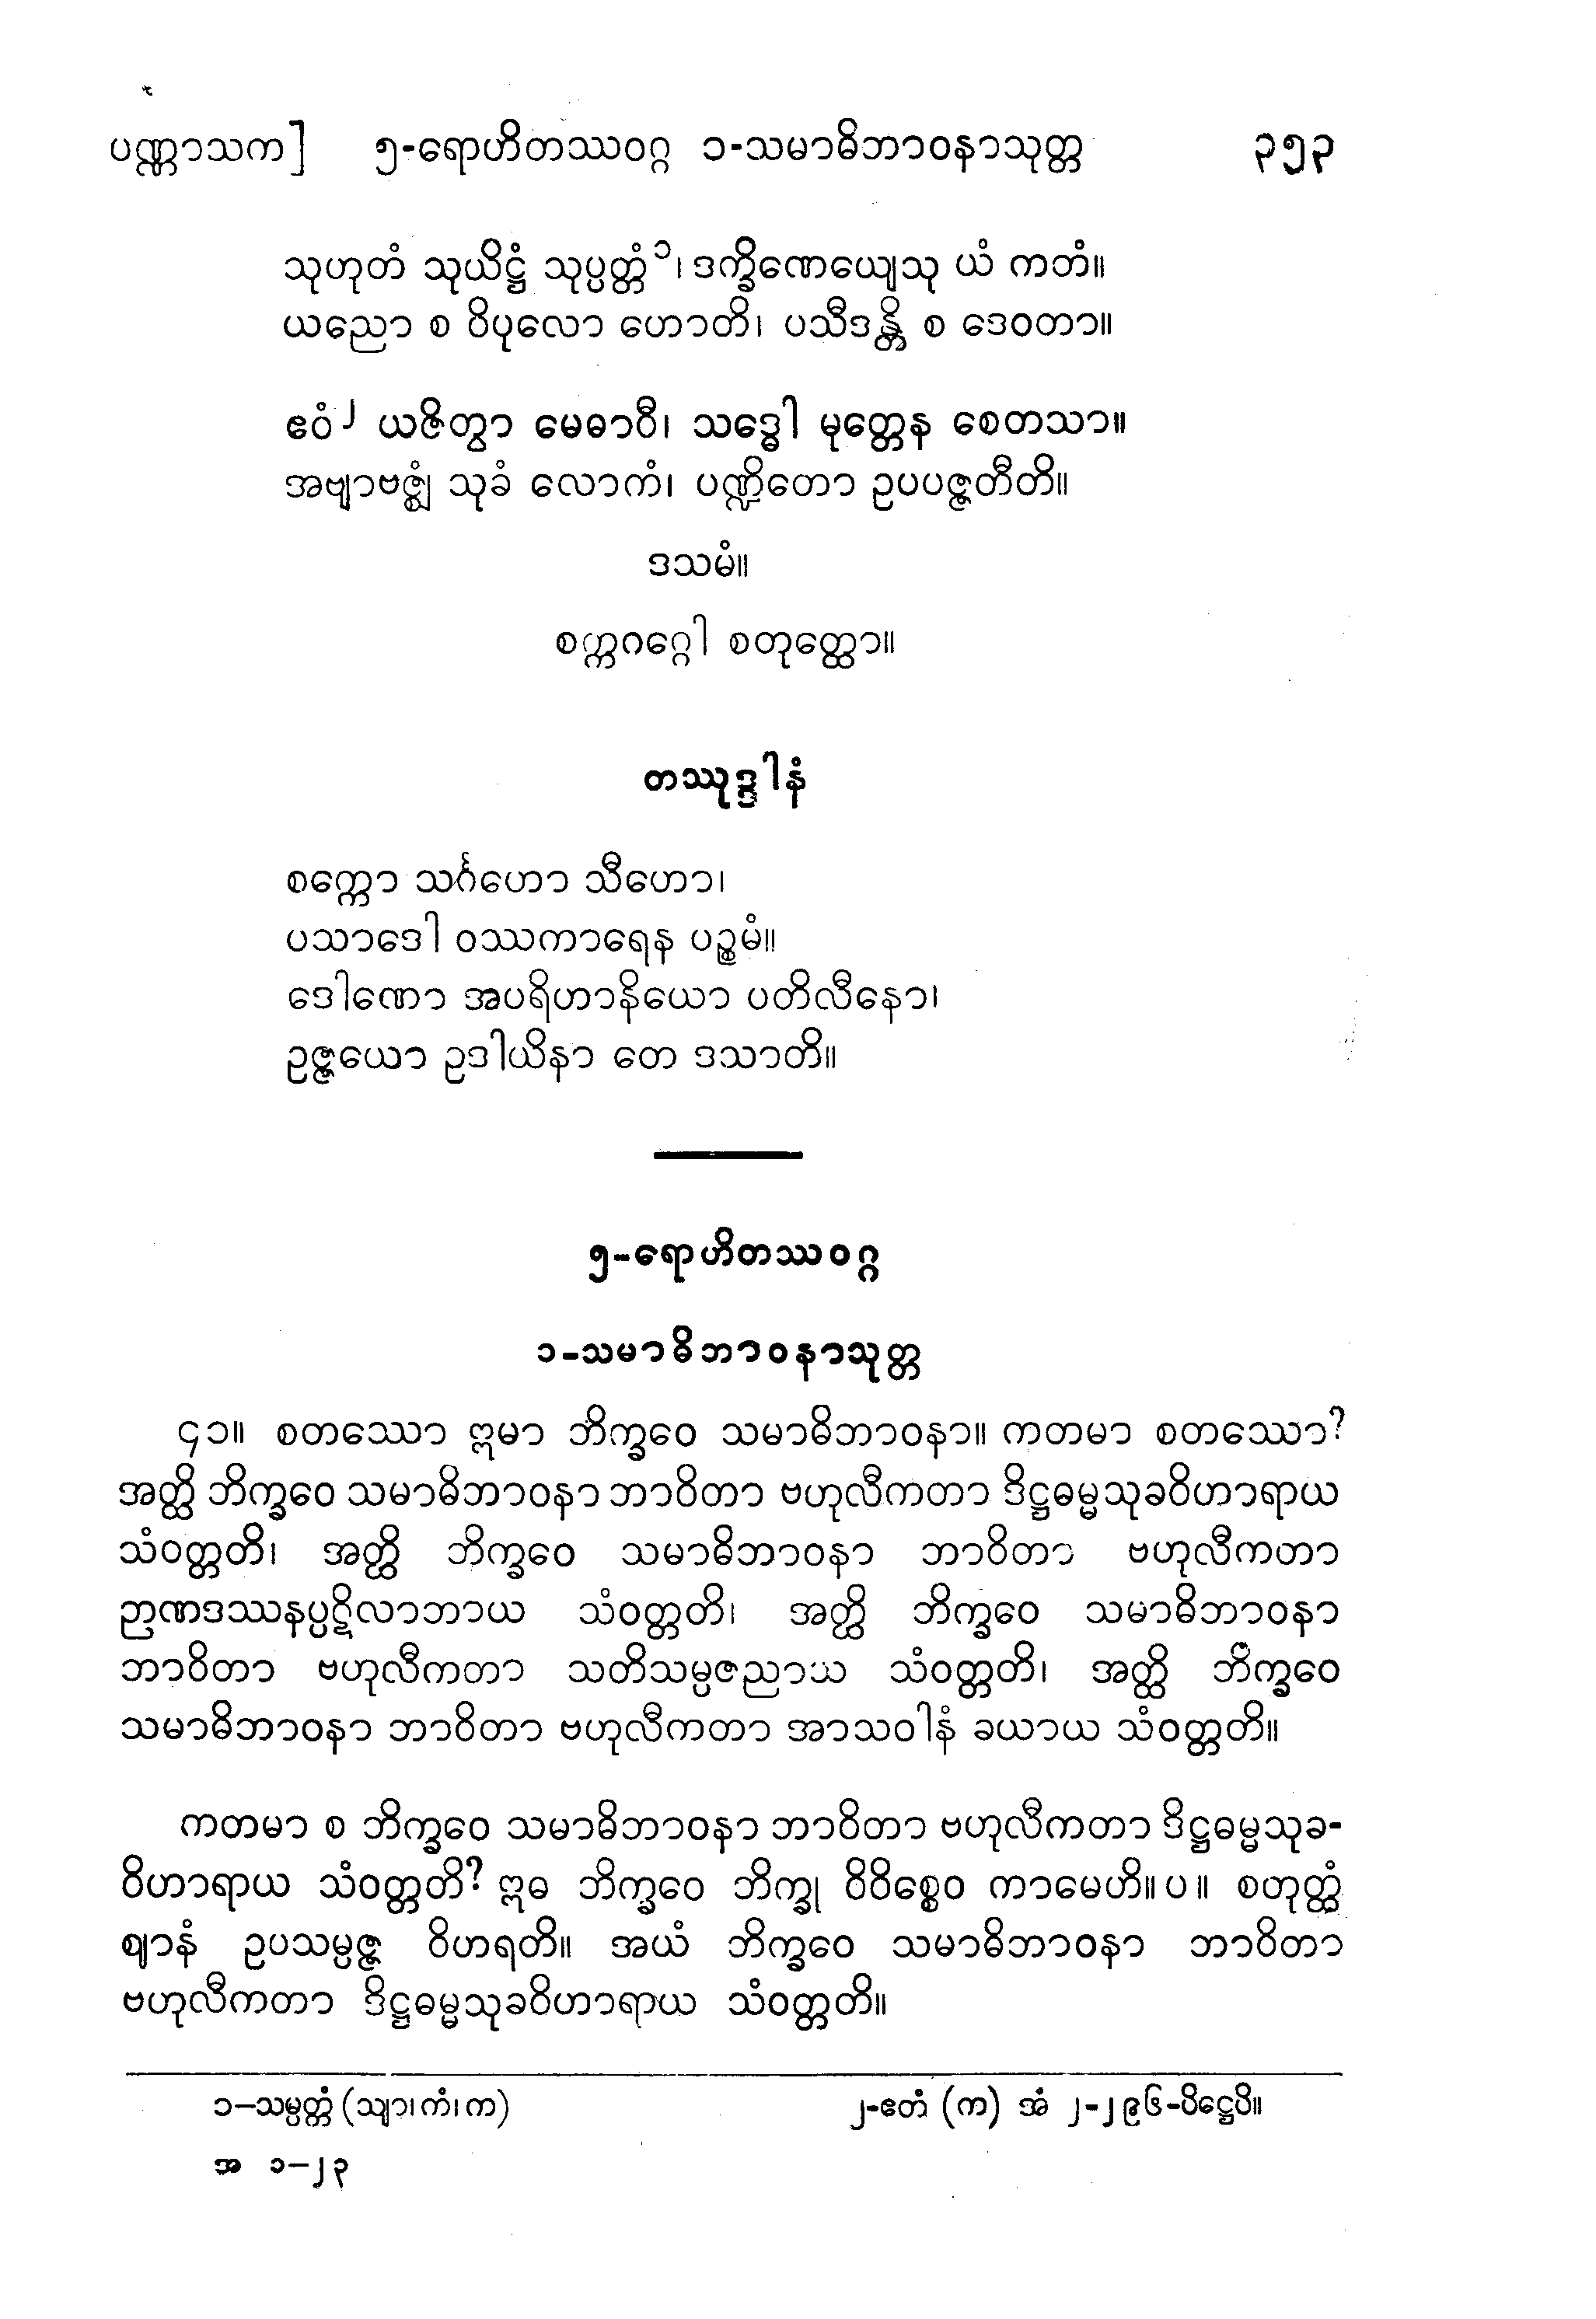 ပဏ္ဏာသက] ၅-ရောဟိတဿဝဂ္ဂ ၁-သမာဓိဘာဝနာသုတ္တ ၃၅၃
သုဟုတံ သုယိဋ္ဌံ သုပ္ပတ္တံ၁၊ ဒက္ခိဏေယျေသု ယံ ကတံ။
ယညော စ ဝိပုလော ဟောတိ၊ ပသီဒန္တိ စ ဒေဝတာ။
ဧဝံ၂ ယဇိတွာ မေဓာဝီ၊ သဒ္ဓေါ မုတ္တေန စေတသာ။
အဗျာဗဇ္ဈံ သုခံ လောကံ၊ ပဏ္ဍိတော ဥပပဇ္ဇတီတိ။
ဒသမံ။
စက္ကဂဂ္ဂေါ စတုတ္ထော။
တဿုဒ္ဒါနံ
စက္ကော သင်္ဂဟော သီဟော၊
ပသာဒေါ ဝဿကာရေန ပဉ္စမံ။
ဒေါဏော အပရိဟာနိယော ပတိလီနော၊
ဥဇ္ဇယော ဥဒါယိနာ တေ ဒသာတိ။
၅-ရောဟိတဿဝဂ္ဂ
၁-သမာဓိဘာဝနာသုတ္တ
၄၁။ စတဿော ဣမာ ဘိက္ခဝေ သမာဓိဘာဝနာ။ ကတမာ စတဿော?
အတ္ထိ ဘိက္ခဝေ သမာဓိဘာဝနာ ဘာဝိတာ ဗဟုလီကတာ ဒိဋ္ဌဓမ္မသုခဝိဟာရာယ
သံဝတ္တတိ၊ အတ္ထိ ဘိက္ခဝေ သမာဓိဘာဝနာ ဘာဝိတာ ဗဟုလီကတာ
ဉာဏဒဿနပ္ပဋိလာဘာယ သံဝတ္တတိ၊ အတ္ထိ ဘိက္ခဝေ သမာဓိဘာဝနာ
ဘာဝိတာ ဗဟုလီကတာ သတိသမ္ပဇညာယ သံဝတ္တတိ၊ အတ္ထိ ဘိက္ခဝေ
သမာဓိဘာဝနာ ဘာဝိတာ ဗဟုလီကတာ အာသဝါနံ ခယာယ သံဝတ္တတိ။
ကတမာ စ ဘိက္ခဝေ သမာဓိဘာဝနာ ဘာဝိတာ ဗဟုလီကတာ ဒိဋ္ဌဓမ္မသုခ-
ဝိဟာရာယ သံဝတ္တတိ? ဣဓ ဘိက္ခဝေ ဘိက္ခု ဝိဝိစ္စေဝ ကာမေဟိ။ပ။ စတုတ္ထံ
ဈာနံ ဥပသမ္ပဇ္ဇ ဝိဟရတိ။ အယံ ဘိက္ခဝေ သမာဓိဘာဝနာ ဘာဝိတာ
ဗဟုလီကတာ ဒိဋ္ဌဓမ္မသုခဝိဟာရာယ သံဝတ္တတိ။
၁–သမ္ပတ္တံ (သျာ၊ကံ၊က) ၂-ဧတံ (က) အံ ၂-၂၉၆-ပိဋ္ဌေပိ။
အ ၁–၂၃